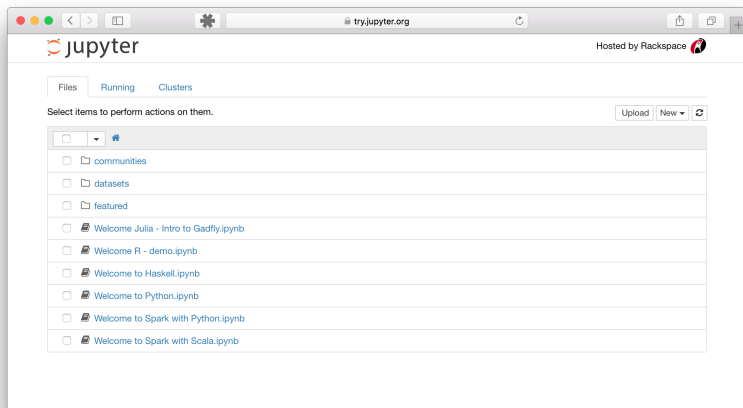 try.jupyter.org
jupyter
Hosted by Rackspace
Files Running Clusters
Select items to perform actions on them.
Upload New
communities
datasets
featured
Welcome Julia - Intro to Gadfly.ipynb
Welcome R - demo.ipynb
Welcome to Haskell.ipynb
Welcome to Python.ipynb
Welcome to Spark with Python.ipynb
Welcome to Spark with Scala.ipynb